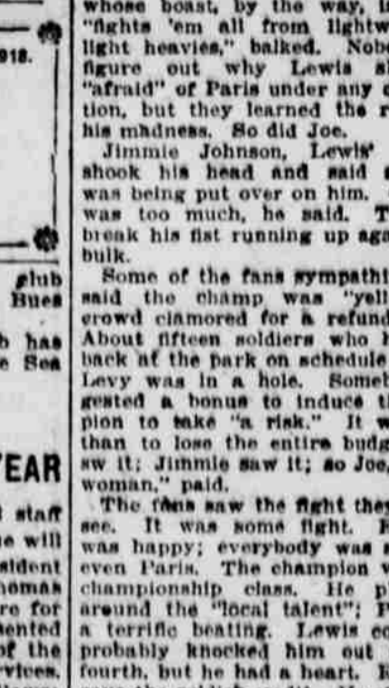 918.
glub
Bues
b has
e Sea
YEAR
l staff
e will
sident
homas
re for
sented
of the
rvices.
whose boast, by the way, i
"fights 'em all from lightw
light heavies," balked. Nob
figure out why Lewis s
"afraid" of Paris under any c
tion, but they learned the r
his mhdness. So did Joe.
Jimmie Johnson, Lewis'
shook his head and said
was being put over on him.
was too much, he said. T
break his fist running up aga
bulk.
Some of the fans sympathi
said the champ was "yell
crowd clamored for a refund
About fifteen soldiers who h
back at the park on schedule
Levy was in a hole. Someb
gested a bonus to induce t
pion to take "a risk." It w
than to lose the entire budg
sw it; Jimmie saw it; so Joe,
woman," paid.
The fans saw the fight the
see. It was some fight.
was happy; everybody was
even Paris. The champion w
championship class. He p
around the "local talent";
a terrific beating. Lewis co
probably knocked him out
fourth, but he had a heart.